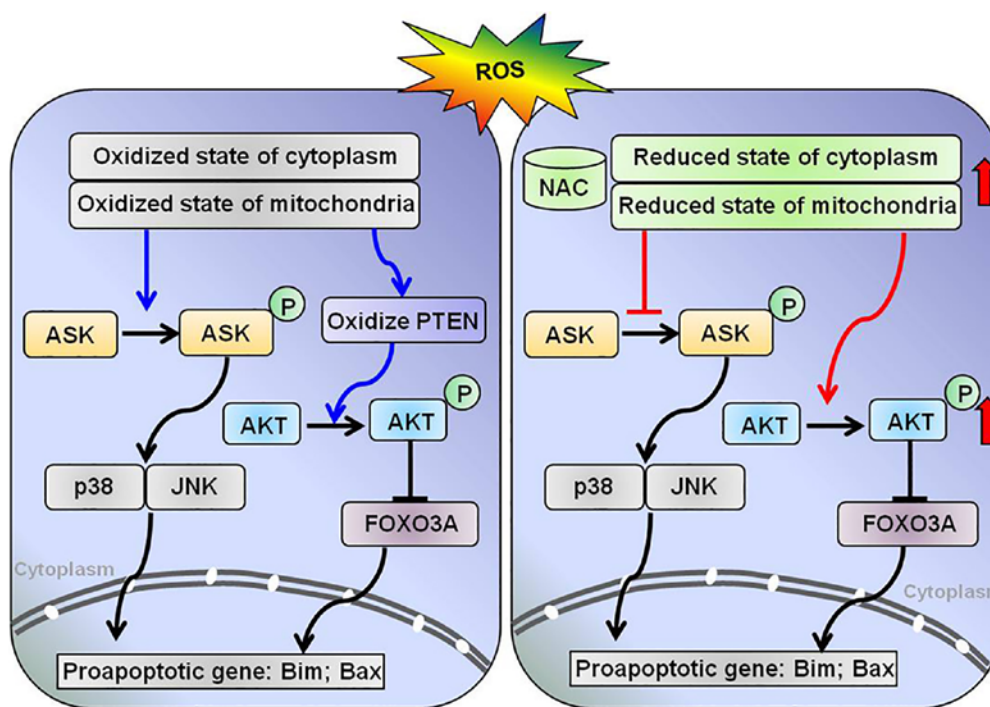 ROS
Oxidized state of cytoplasm
Oxidized state of mitochondria
P
ASK
ASK
Oxidize PTEN
P
AKT
AKT
p38
JNK
FOXO3A
Cytoplasm
Proapoptotic gene: Bim; Bax
NAC
Reduced state of cytoplasm
Reduced state of mitochondria
P
ASK
ASK
P
AKT
AKT
p38
JNK
FOXO3A
Cytoplasm
Proapoptotic gene: Bim; Bax